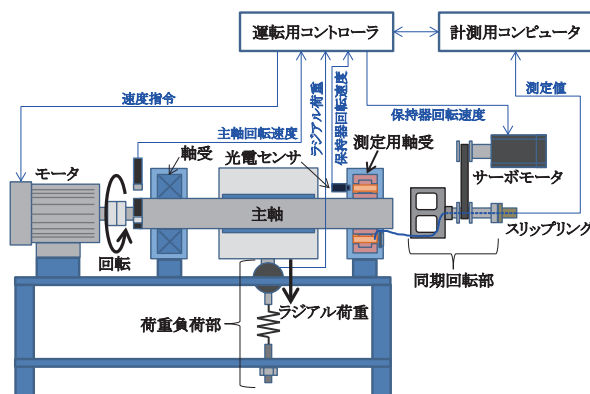 運転用コントローラ
計測用コンピュータ
速度指令
主軸回転速度
ラジアル荷重
保持器回転速度
保持器回転速度
測定値
モータ
軸受
光電センサ
測定用軸受
サーボモータ
主軸
スリップリング
回転
同期回転部
荷重負荷部
ラジアル荷重